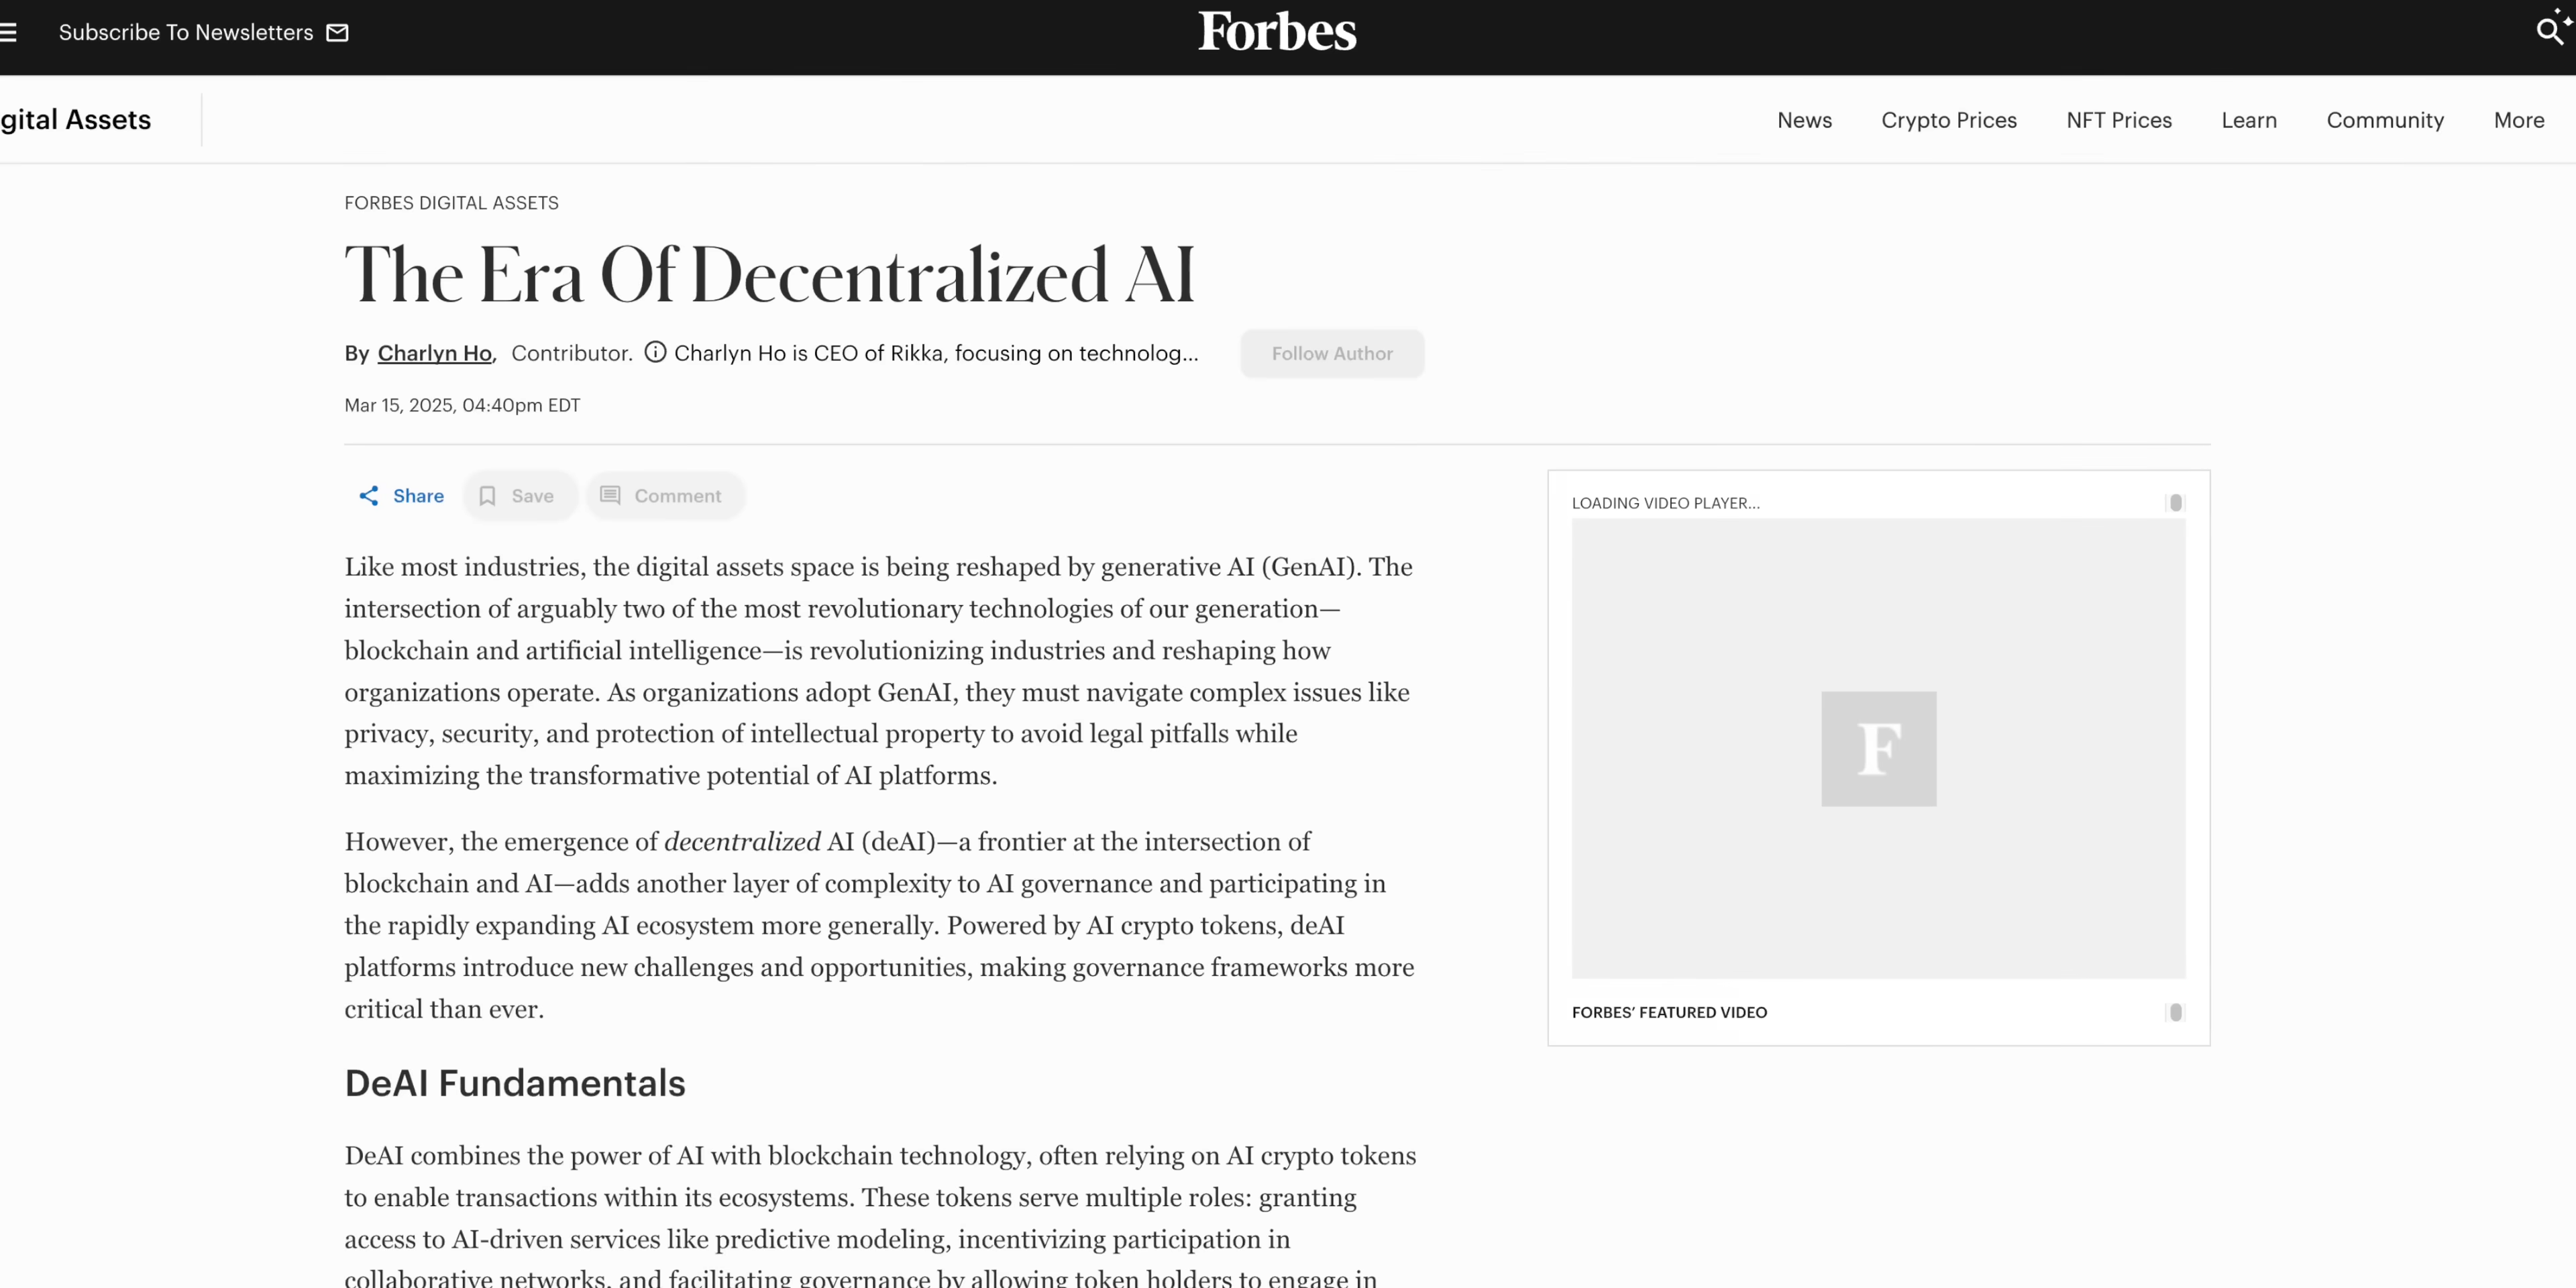 Subscribe To Newsletters
Forbes
gital Assets
News Crypto Prices NFT Prices Learn Community More
FORBES DIGITAL ASSETS
The Era Of Decentralized AI
By Charlyn Ho, Contributor. Charlyn Ho is CEO of Rikka, focusing on technolog...
Follow Author
Mar 15, 2025, 04:40pm EDT
Share Save Comment
Like most industries, the digital assets space is being reshaped by generative AI (GenAI). The
intersection of arguably two of the most revolutionary technologies of our generation—
blockchain and artificial intelligence—is revolutionizing industries and reshaping how
organizations operate. As organizations adopt GenAI, they must navigate complex issues like
privacy, security, and protection of intellectual property to avoid legal pitfalls while
maximizing the transformative potential of AI platforms.
However, the emergence of decentralized AI (deAI)—a frontier at the intersection of
blockchain and AI—adds another layer of complexity to AI governance and participating in
the rapidly expanding AI ecosystem more generally. Powered by AI crypto tokens, deAI
platforms introduce new challenges and opportunities, making governance frameworks more
critical than ever.
DeAI Fundamentals
DeAI combines the power of AI with blockchain technology, often relying on AI crypto tokens
to enable transactions within its ecosystems. These tokens serve multiple roles: granting
access to AI-driven services like predictive modeling, incentivizing participation in
collaborative networks, and facilitating governance by allowing token holders to engage in
LOADING VIDEO PLAYER...
F
FORBES' FEATURED VIDEO